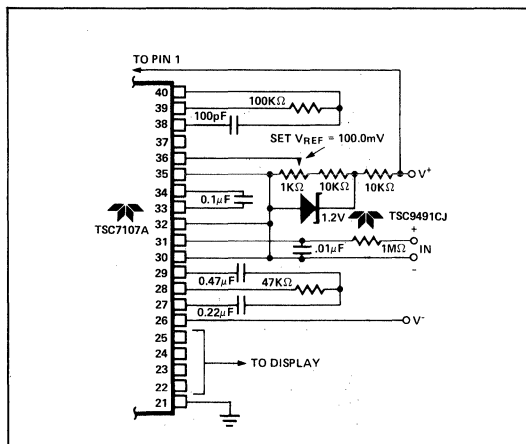 TO PIN 1
40
39
38
37
36
35
34
33
32
31
30
29
28
27
26
25
24
23
22
21
TSC7107A
100KΩ
100pF
SET VREF = 100.0mV
1KΩ
10KΩ
10KΩ
V+
0.1µF
1.2V
TSC9491CJ
+
IN
-
.01µF
1MΩ
0.47µF
47KΩ
0.22µF
V-
TO DISPLAY